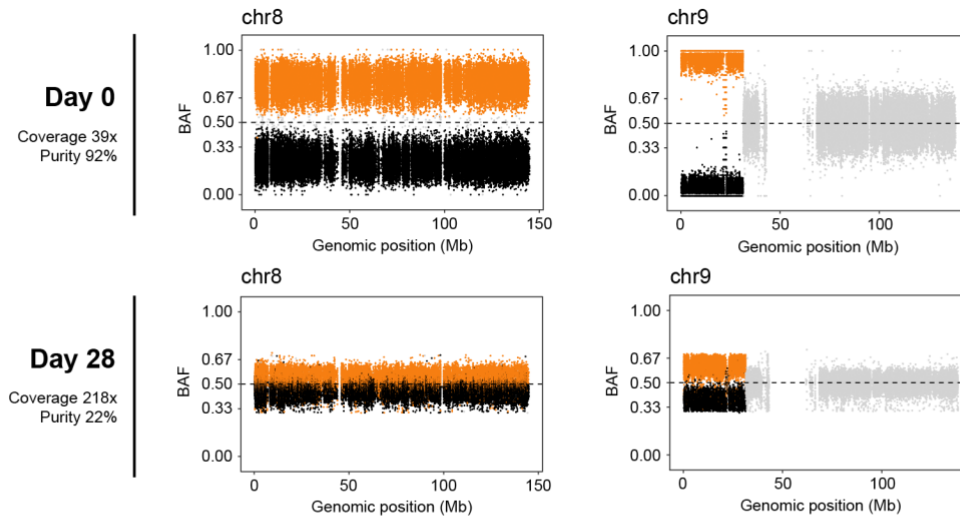 chr8
chr9
Day 0
Coverage 39x
Purity 92%
BAF
1.00
0.67
0.50
0.33
0.00
0
50
100
150
Genomic position (Mb)
BAF
1.00
0.67
0.50
0.33
0.00
0
50
100
Genomic position (Mb)
chr8
chr9
Day 28
Coverage 218x
Purity 22%
BAF
1.00
0.67
0.50
0.33
0.00
0
50
100
150
Genomic position (Mb)
BAF
1.00
0.67
0.50
0.33
0.00
0
50
100
Genomic position (Mb)